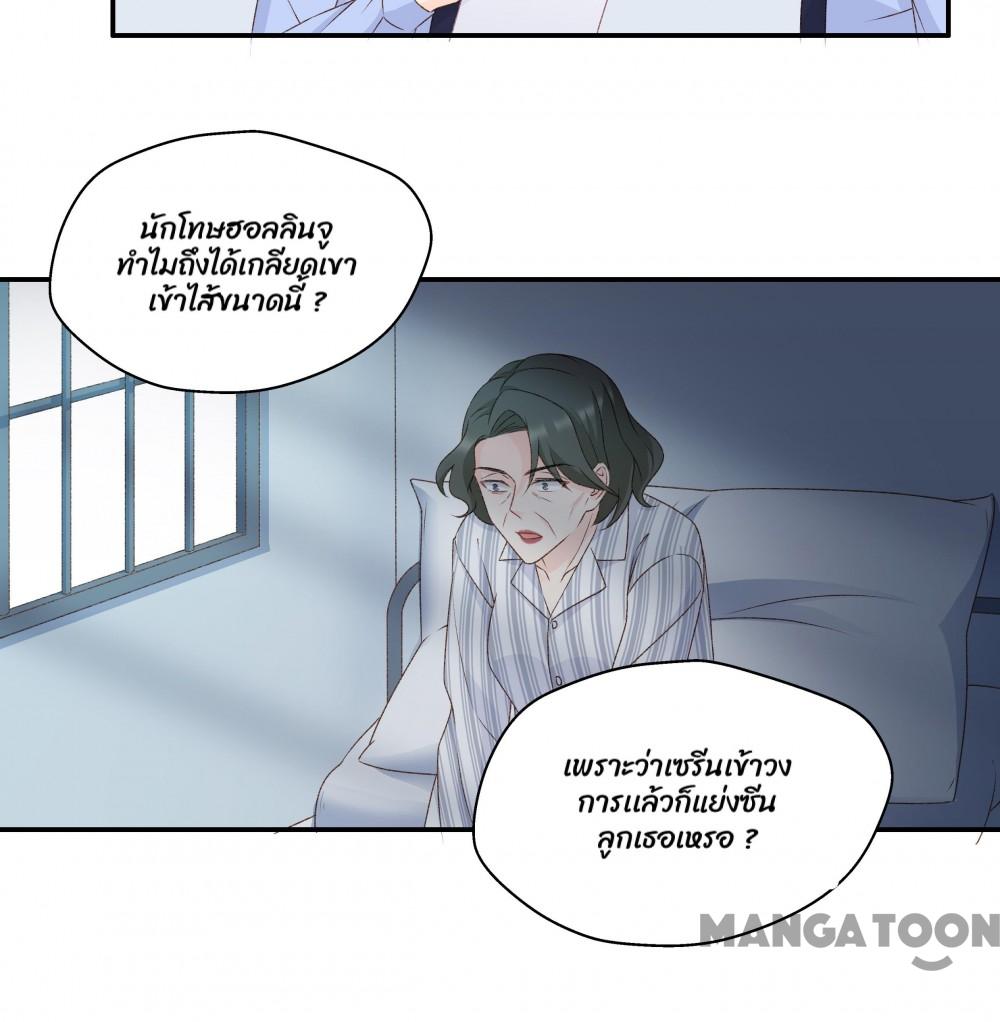 นักโทษฮอลลินจู
ทำไมถึงได้เกลียดเขา
เข้าไส้ขนาดนี้ ?
เพราะว่าเซรีนเข้าวง
การแล้วก็แย่งซีน
ลูกเธอเหรอ ?
MANGATOON